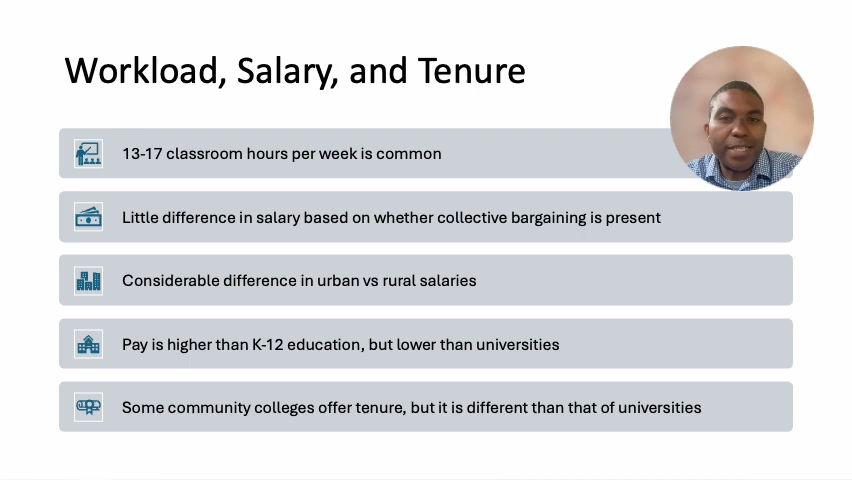 Workload, Salary, and Tenure
13-17 classroom hours per week is common
Little difference in salary based on whether collective bargaining is present
Considerable difference in urban vs rural salaries
Pay is higher than K-12 education, but lower than universities
Some community colleges offer tenure, but it is different than that of universities